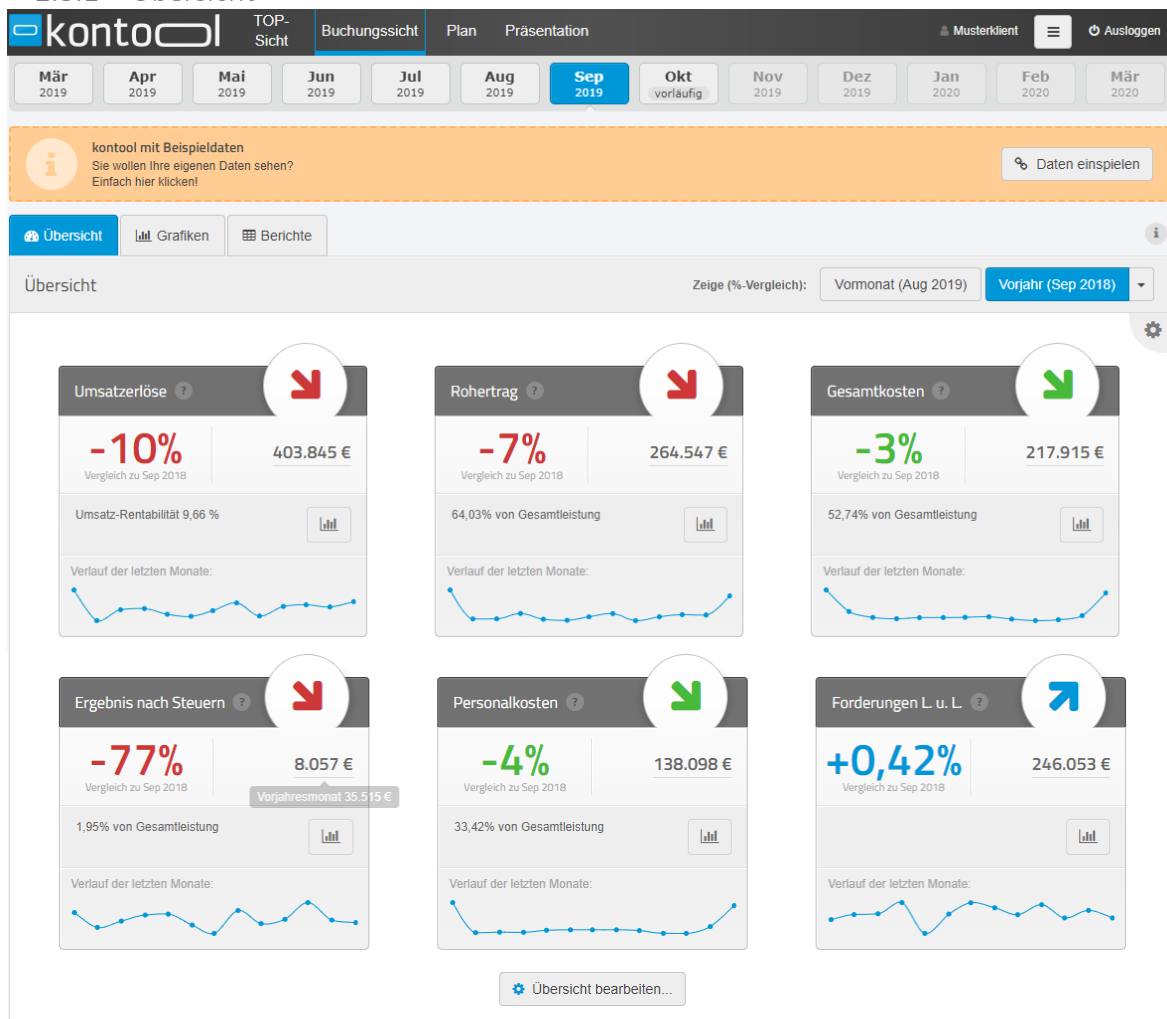 kontool
TOP-
Sicht
Buchungssicht
Plan
Präsentation
Musterklient
Ausloggen
Mär
2019
Apr
2019
Mai
2019
Jun
2019
Jul
2019
Aug
2019
Sep
2019
Okt
vorläufig
Nov
2019
Dez
2019
Jan
2020
Feb
2020
Mär
2020
kontool mit Beispieldaten
Sie wollen Ihre eigenen Daten sehen?
Einfach hier klicken!
Daten einspielen
Übersicht
Grafiken
Berichte
i
Übersicht
Zeige (%-Vergleich):
Vormonat (Aug 2019)
Vorjahr (Sep 2018)
Umsatzerlöse ?
-10%
Vergleich zu Sep 2018
403.845 €
Umsatz-Rentabilität 9,66 %
Verlauf der letzten Monate:
Rohertrag ?
-7%
Vergleich zu Sep 2018
264.547 €
64,03% von Gesamtleistung
Verlauf der letzten Monate:
Gesamtkosten ?
-3%
Vergleich zu Sep 2018
217.915 €
52,74% von Gesamtleistung
Verlauf der letzten Monate:
Ergebnis nach Steuern ?
-77%
Vergleich zu Sep 2018
8.057 €
Vorjahresmonat 35.515 €
1,95% von Gesamtleistung
Verlauf der letzten Monate:
Personalkosten ?
-4%
Vergleich zu Sep 2018
138.098 €
33,42% von Gesamtleistung
Verlauf der letzten Monate:
Forderungen L. u. L. ?
+0,42%
Vergleich zu Sep 2018
246.053 €
Verlauf der letzten Monate:
Übersicht bearbeiten...